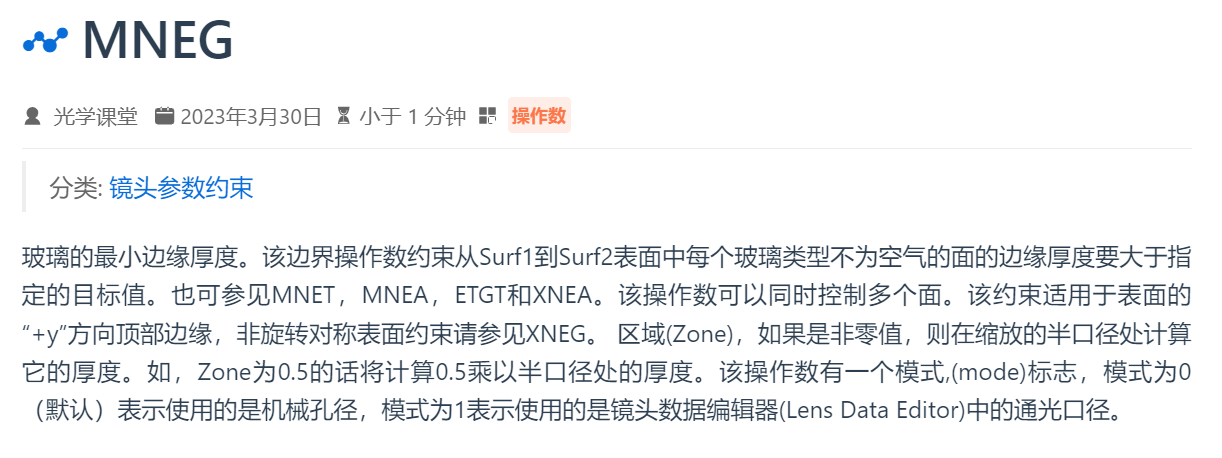 MNEG
光学课堂 2023年3月30日 小于 1 分钟 操作数
分类: 镜头参数约束
玻璃的最小边缘厚度。该边界操作数约束从Surf1到Surf2表面中每个玻璃类型不为空气的面的边缘厚度要大于指
定的目标值。也可参见MNET，MNEA，ETGT和XNEA。该操作数可以同时控制多个面。该约束适用于表面的
“+y”方向顶部边缘，非旋转对称表面约束请参见XNEG。 区域(Zone)，如果是非零值，则在缩放的半口径处计算
它的厚度。如，Zone为0.5的话将计算0.5乘以半口径处的厚度。该操作数有一个模式,(mode)标志，模式为0
（默认）表示使用的是机械孔径，模式为1表示使用的是镜头数据编辑器(Lens Data Editor)中的通光口径。